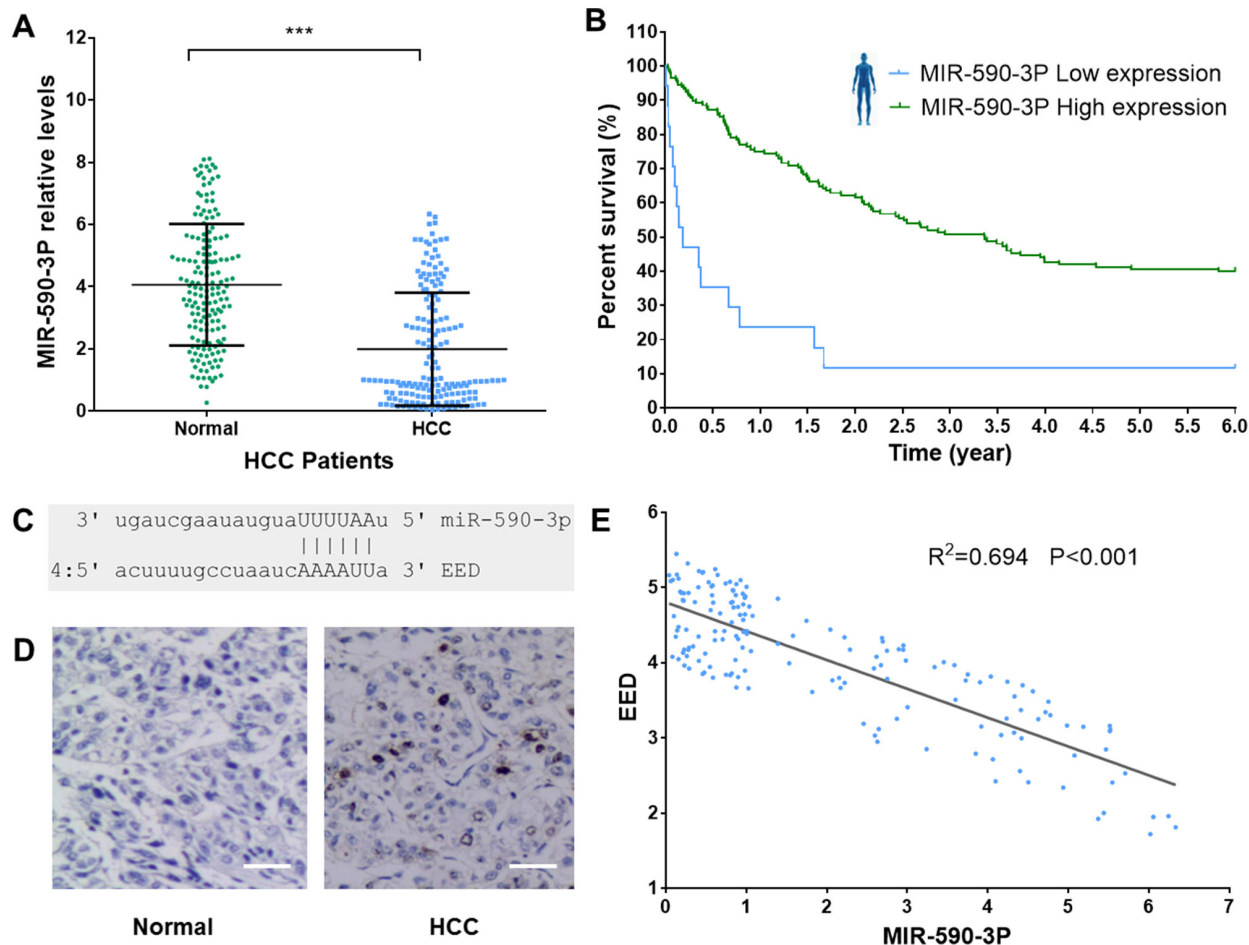 A
12
10
8
6
4
2
0
MIR-590-3P relative levels
***
Normal
HCC
HCC Patients
B
110
100
90
80
70
60
50
40
30
20
10
0
Percent survival (%)
MIR-590-3P Low expression
MIR-590-3P High expression
0.0 0.5 1.0 1.5 2.0 2.5 3.0 3.5 4.0 4.5 5.0 5.5 6.0
Time (year)
C
3' ugaucgaauauguaUUUUAAu 5' miR-590-3p
||||||
4:5' acuuuugccuaaucAAAAUUa 3' EED
D
Normal
HCC
E
6
5
4
3
2
1
EED
R²=0.694 P<0.001
0 1 2 3 4 5 6 7
MIR-590-3P